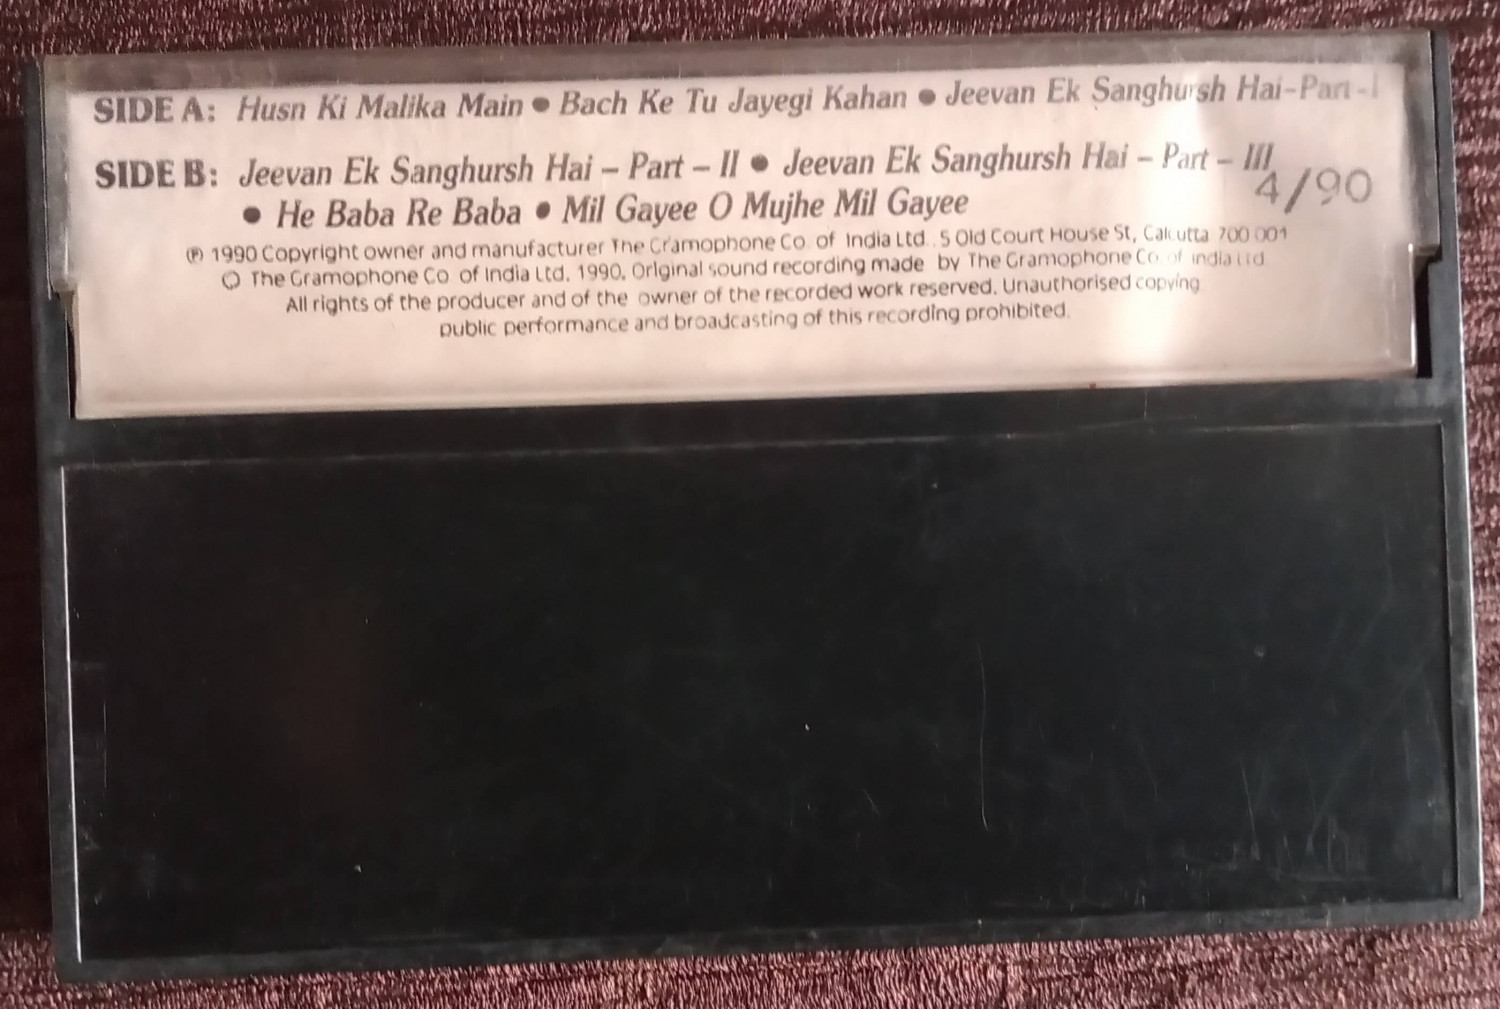 SIDE A: Husn Ki Malika Main ● Bach Ke Tu Jayegi Kahan ● Jeevan Ek Sanghursh Hai-Part-I
SIDE B: Jeevan Ek Sanghursh Hai – Part – II ● Jeevan Ek Sanghursh Hai – Part – III
● He Baba Re Baba ● Mil Gayee O Mujhe Mil Gayee
4/90
℗ 1990 Copyright owner and manufacturer The Gramophone Co. of India Ltd., 5 Old Court House St, Calcutta 700 001
© The Gramophone Co of India Ltd. 1990. Original sound recording made by The Gramophone Co of India Ltd
All rights of the producer and of the owner of the recorded work reserved. Unauthorised copying
public performance and broadcasting of this recording prohibited.